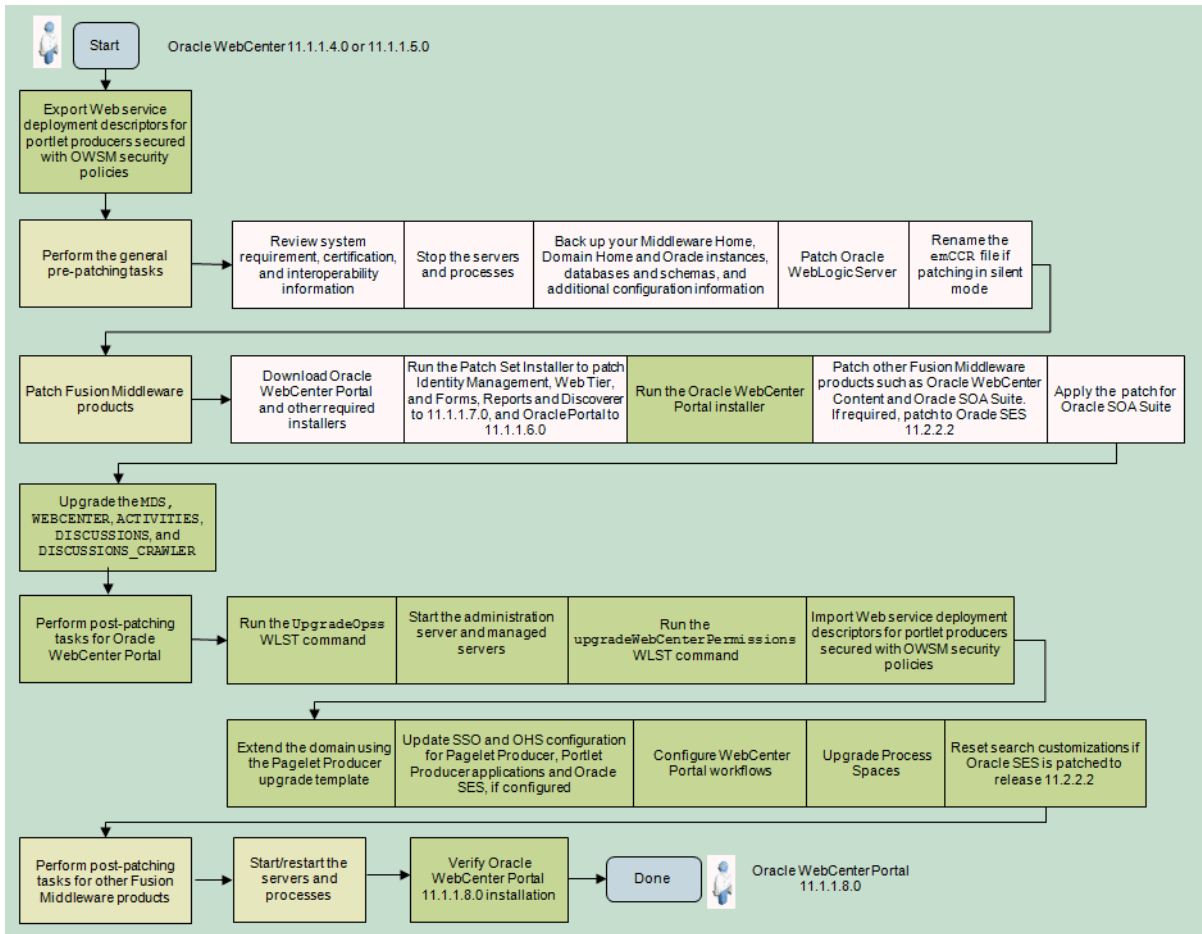 Start
Oracle WebCenter 11.1.1.4.0 or 11.1.1.5.0
Export Web service
deployment descriptors for
portlet producers secured
with OWSM security
policies
Perform the general
pre-patching tasks
Review system
requirement, certification,
and interoperability
information
Stop the servers
and processes
Back up your Middleware Home,
Domain Home and Oracle instances,
databases and schemas, and
additional configuration information
Patch Oracle
WebLogic Server
Rename the
emCCR file if
patching in silent
mode
Patch Fusion Middleware
products
Download Oracle
WebCenter Portal
and other required
installers
Run the Patch Set Installer to patch
Identity Management, Web Tier,
and Forms, Reports and Discoverer
to 11.1.1.7.0, and Oracle Portal to
11.1.1.6.0
Run the Oracle WebCenter
Portal installer
Patch other Fusion Middleware
products such as Oracle WebCenter
Content and Oracle SOA Suite.
If required, patch to Oracle SES
11.2.2.2
Apply the patch for
Oracle SOA Suite
Upgrade the MDS,
WEBCENTER, ACTIVITIES,
DISCUSSIONS, and
DISCUSSIONS_CRAWLER
Perform post-patching
tasks for Oracle
WebCenter Portal
Run the UpgradeOpss
WLST command
Start the administration
server and managed
servers
Run the
upgradeWebCenterPermissions
WLST command
Import Web service deployment
descriptors for portlet producers
secured with OWSM security
policies
Extend the domain using
the Pagelet Producer
upgrade template
Update SSO and OHS configuration
for Pagelet Producer, Portlet
Producer applications and Oracle
SES, if configured
Configure WebCenter
Portal workflows
Upgrade Process
Spaces
Reset search customizations if
Oracle SES is patched to
release 11.2.2.2
Perform post-patching
tasks for other Fusion
Middleware products
Start/restart the
servers and
processes
Verify Oracle
WebCenter Portal
11.1.1.8.0 installation
Done
Oracle WebCenter Portal
11.1.1.8.0